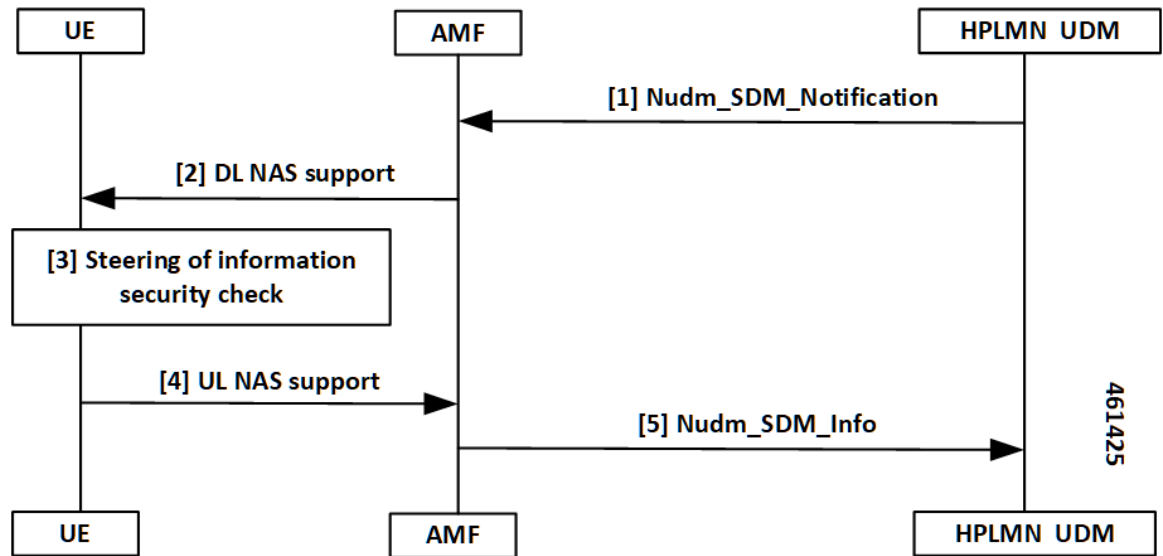 UE
AMF
HPLMN UDM
[1] Nudm_SDM_Notification
[2] DL NAS support
[3] Steering of information
security check
[4] UL NAS support
[5] Nudm_SDM_Info
461425
UE
AMF
HPLMN UDM